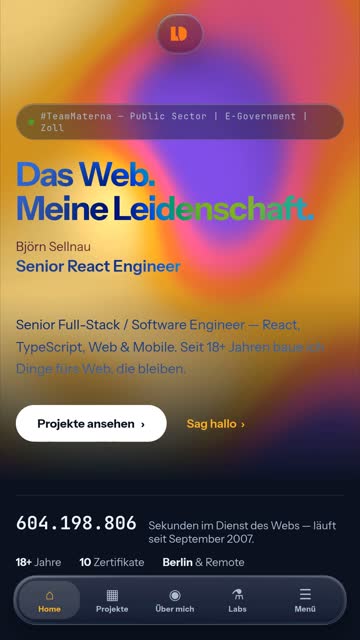 #TeamMaterna — Public Sector | E-Government |
Zoll
Das Web.
Meine Leidenschaft.
Björn Sellnau
Senior React Engineer
Senior Full-Stack / Software Engineer — React,
TypeScript, Web & Mobile. Seit 18+ Jahren baue ich
Dinge fürs Web, die bleiben.
Projekte ansehen ›
Sag hallo ›
604.198.806
Sekunden im Dienst des Webs — läuft
seit September 2007.
18+ Jahre 10 Zertifikate Berlin & Remote
Home Projekte Über mich Labs Menü